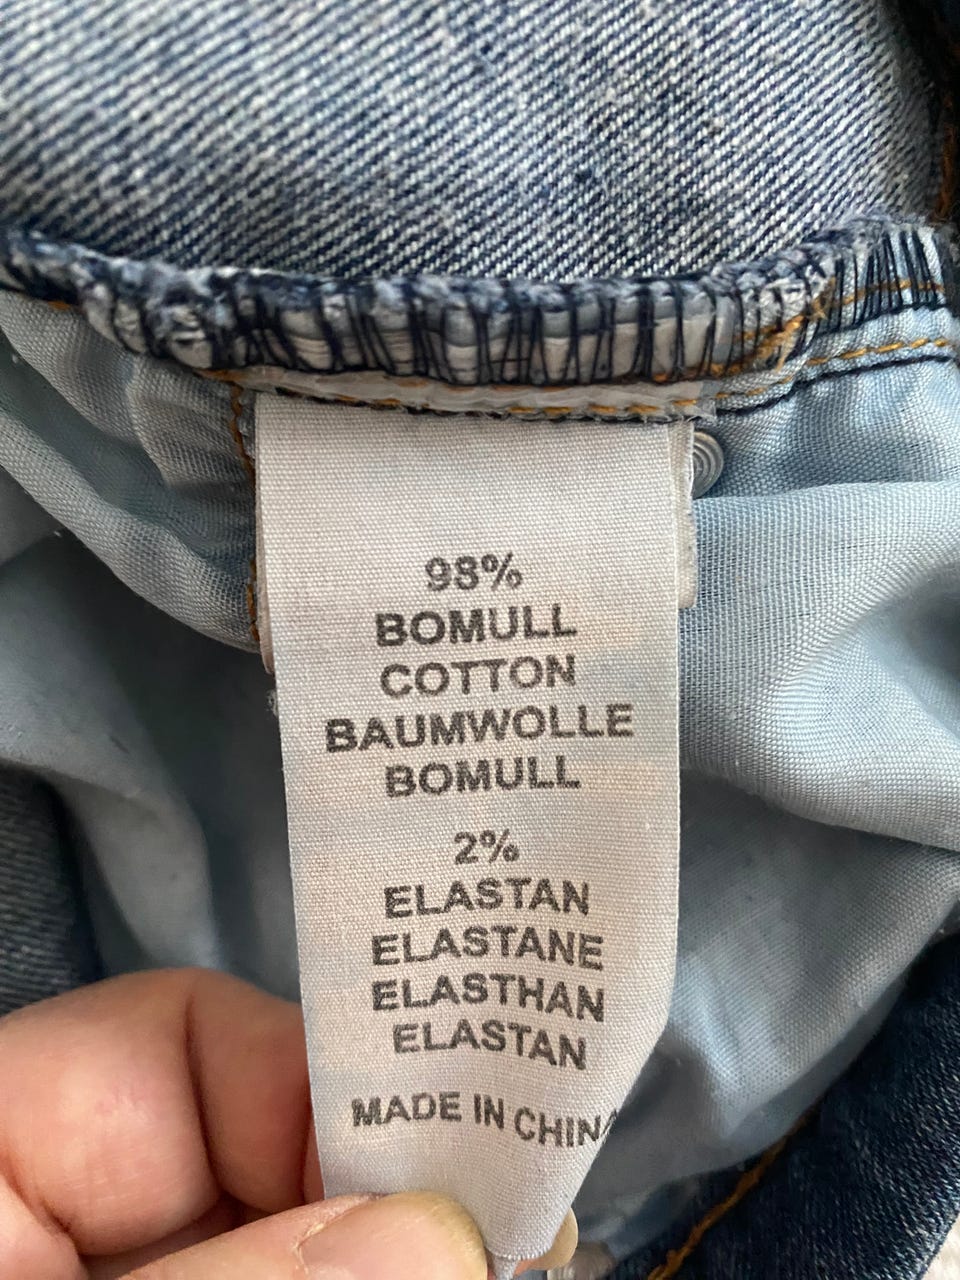 98%
BOMULL
COTTON
BAUMWOLLE
BOMULL
2%
ELASTAN
ELASTANE
ELASTHAN
ELASTAN
MADE IN CHINA